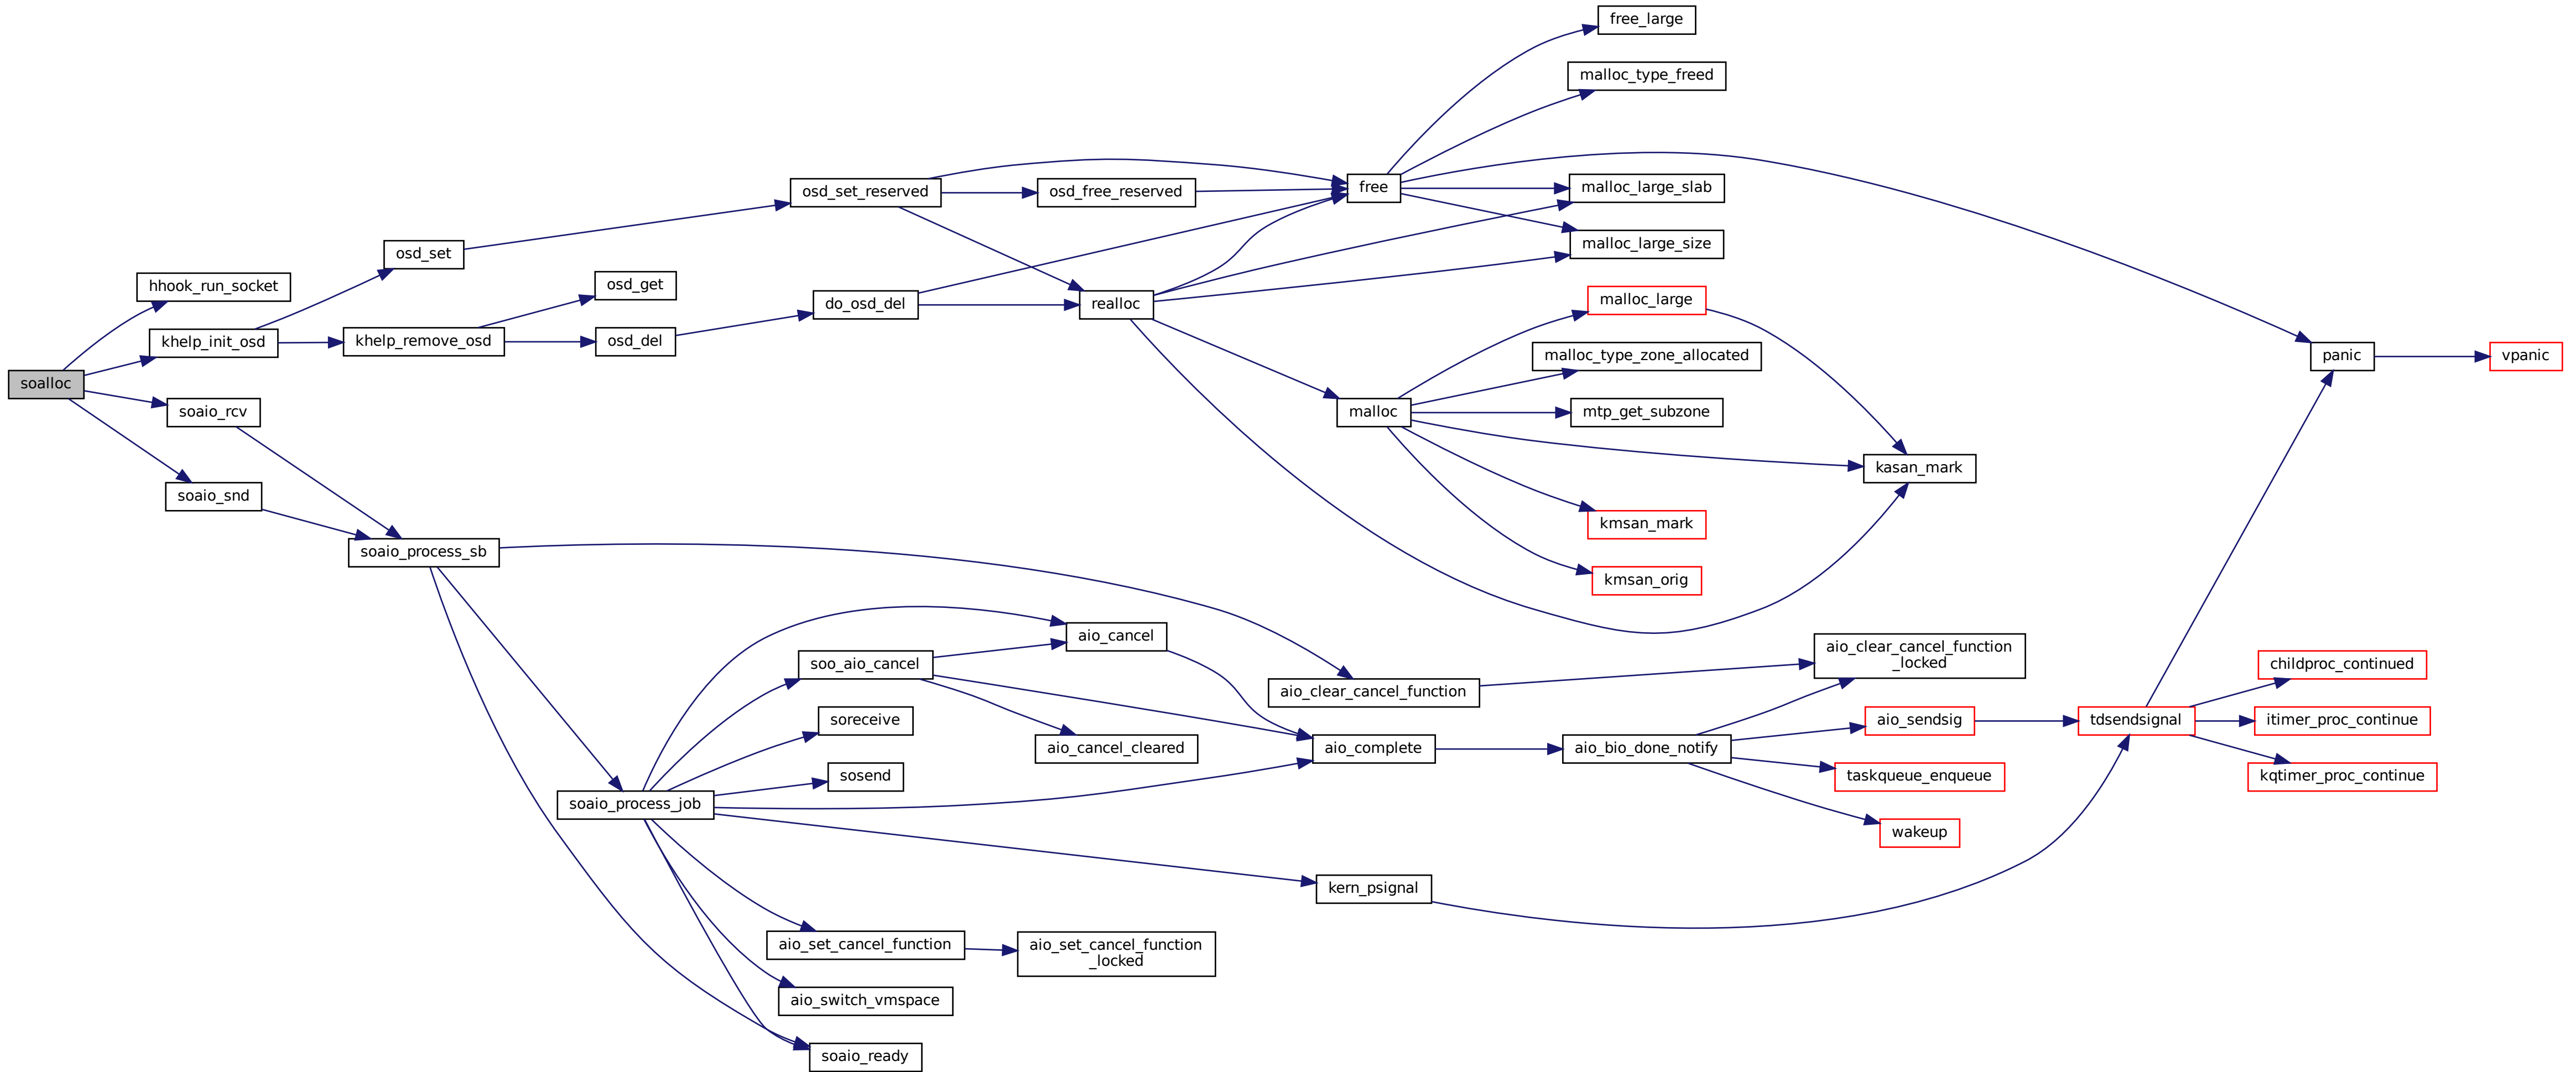 free_large
malloc_type_freed
osd_set_reserved
osd_free_reserved
free
malloc_large_slab
osd_set
malloc_large_size
hhook_run_socket
osd_get
do_osd_del
realloc
malloc_large
khelp_init_osd
khelp_remove_osd
osd_del
malloc_type_zone_allocated
panic
vpanic
soalloc
soaio_rcv
malloc
mtp_get_subzone
kasan_mark
soaio_snd
kmsan_mark
soaio_process_sb
kmsan_orig
aio_cancel
aio_clear_cancel_function
_locked
soo_aio_cancel
aio_clear_cancel_function
childproc_continued
soreceive
aio_sendsig
tdsendsignal
itimer_proc_continue
aio_cancel_cleared
aio_complete
aio_bio_done_notify
sosend
taskqueue_enqueue
kqtimer_proc_continue
soaio_process_job
wakeup
kern_psignal
aio_set_cancel_function
aio_set_cancel_function
_locked
aio_switch_vmspace
soaio_ready